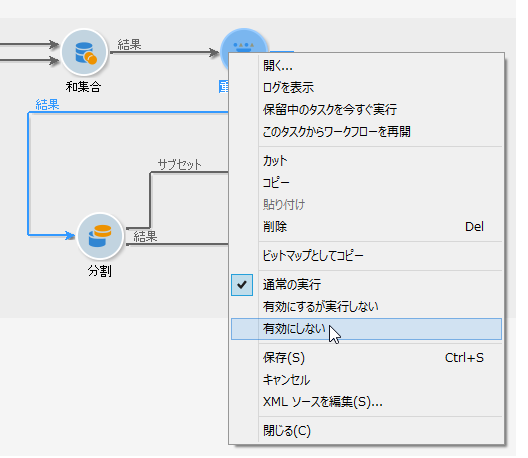 結果
和集合
重
結果
サブセット
結果
分割
開く...
ログを表示
保留中のタスクを今すぐ実行
このタスクからワークフローを再開
カット
コピー
貼り付け
削除 Del
ビットマップとしてコピー
通常の実行
有効にするが実行しない
有効にしない
保存(S) Ctrl+S
キャンセル
XML ソースを編集(S)...
閉じる(C)